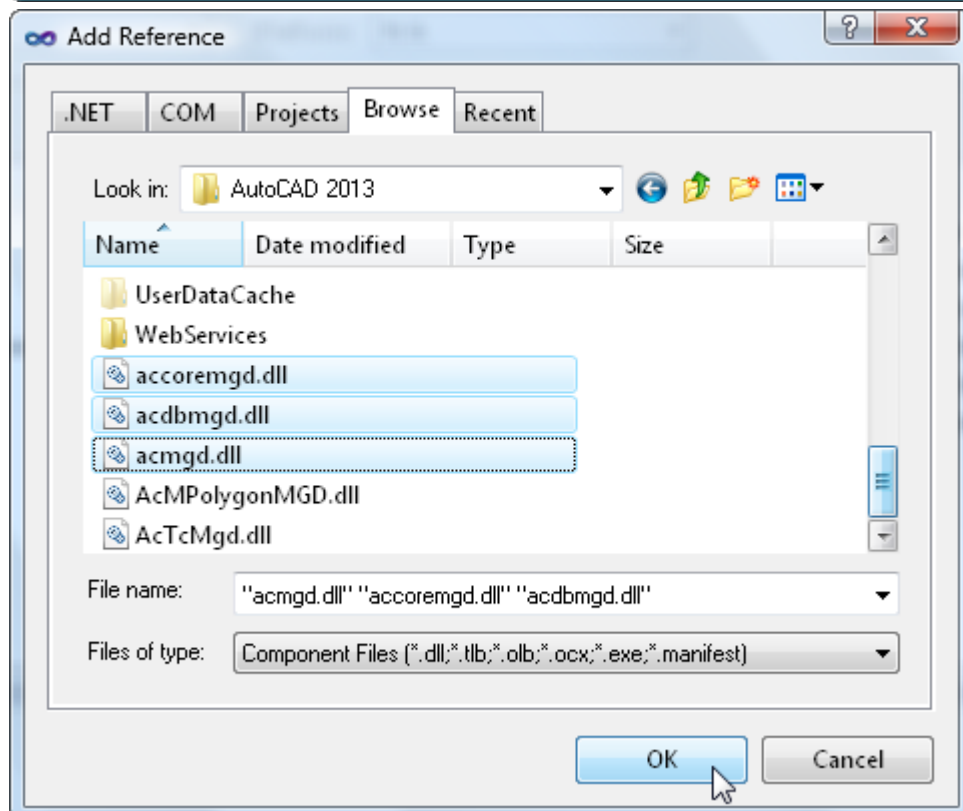 Add Reference
.NET COM Projects Browse Recent
Look in: AutoCAD 2013
Name Date modified Type Size
UserDataCache
WebServices
accoremgd.dll
acdbmgd.dll
acmgd.dll
AcMPolygonMGD.dll
AcTcMgd.dll
File name: "acmgd.dll" "accoremgd.dll" "acdbmgd.dll"
Files of type: Component Files (*.dll;*.tlb;*.olb;*.ocx;*.exe;*.manifest)
OK Cancel